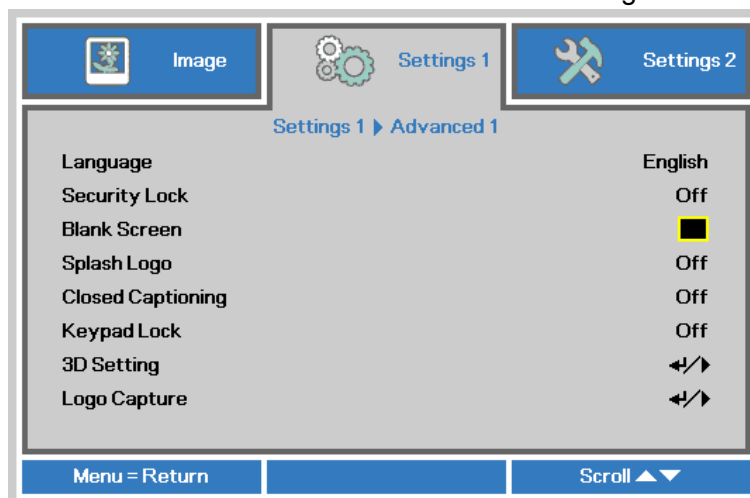 Image Settings 1 Settings 2
Settings 1 ▶ Advanced 1
Language English
Security Lock Off
Blank Screen
Splash Logo Off
Closed Captioning Off
Keypad Lock Off
3D Setting ↵/▶
Logo Capture ↵/▶
Menu = Return Scroll ▲▼